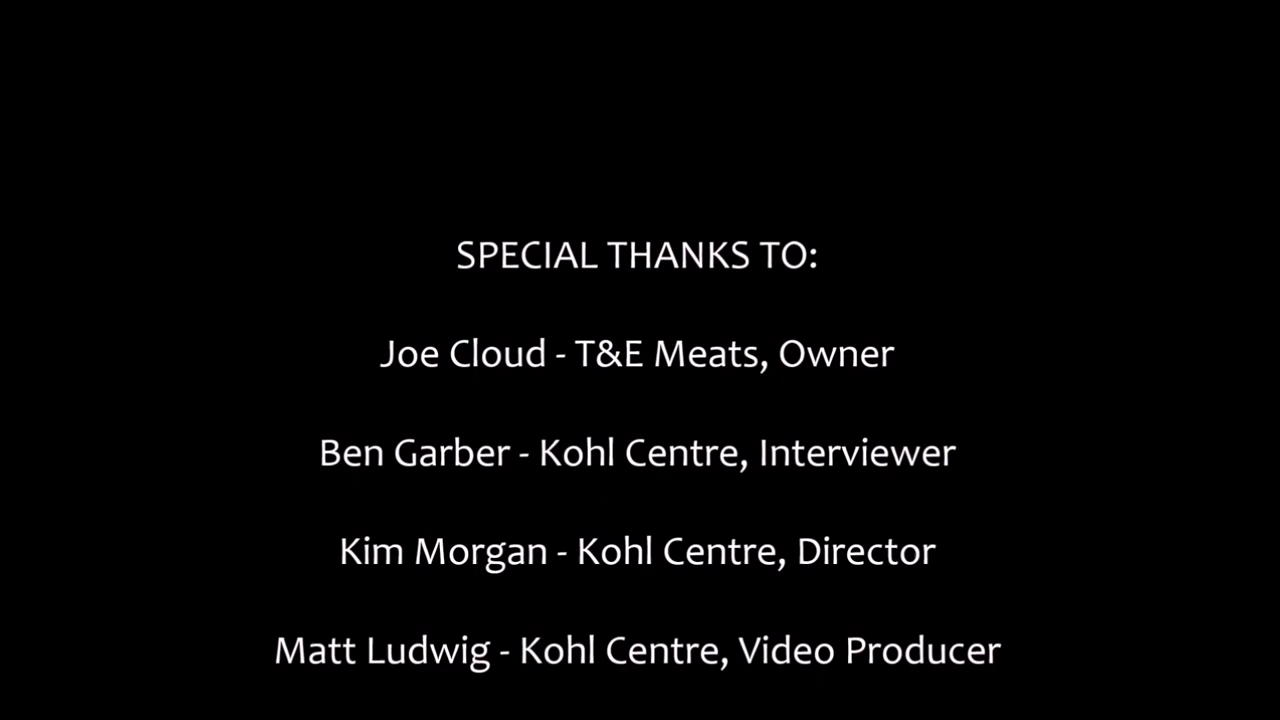 SPECIAL THANKS TO:
Joe Cloud - T&E Meats, Owner
Ben Garber - Kohl Centre, Interviewer
Kim Morgan - Kohl Centre, Director
Matt Ludwig - Kohl Centre, Video Producer